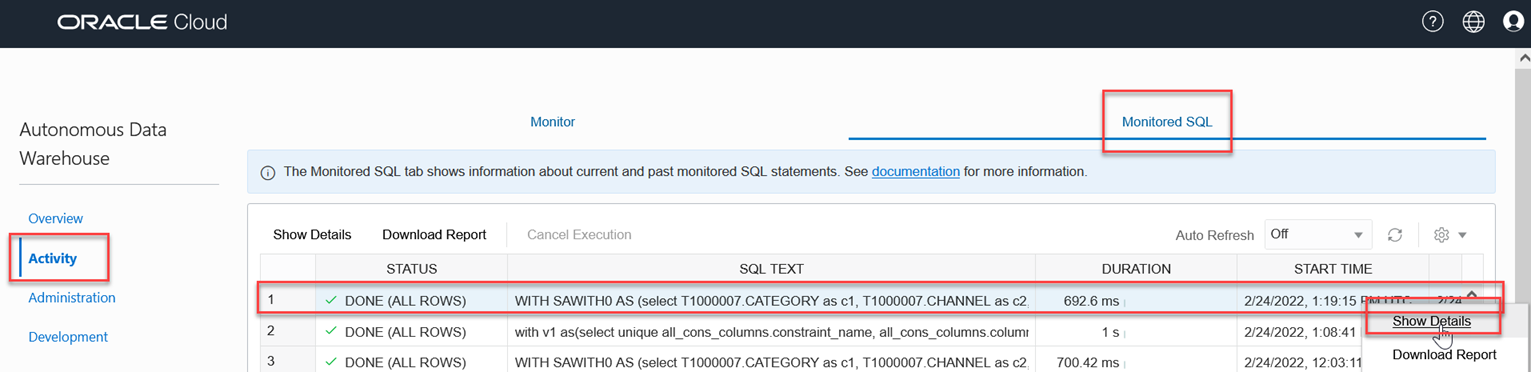 ORACLE Cloud
?
Autonomous Data
Warehouse
Overview
Activity
Administration
Development
Monitor
Monitored SQL
The Monitored SQL tab shows information about current and past monitored SQL statements. See documentation for more information.
Show Details Download Report Cancel Execution Auto Refresh Off
STATUS SQL TEXT DURATION START TIME
1 DONE (ALL ROWS) WITH SAWITH0 AS (select T1000007.CATEGORY as c1, T1000007.CHANNEL as c2, 692.6 ms 2/24/2022, 1:19:15 PM UTC 2/24
Show Details
2 DONE (ALL ROWS) with v1 as(select unique all_cons_columns.constraint_name, all_cons_columns.colum 1 s 2/24/2022, 1:08:41
3 DONE (ALL ROWS) WITH SAWITH0 AS (select T1000007.CATEGORY as c1, T1000007.CHANNEL as c2, 700.42 ms 2/24/2022, 12:03:11
Download Report